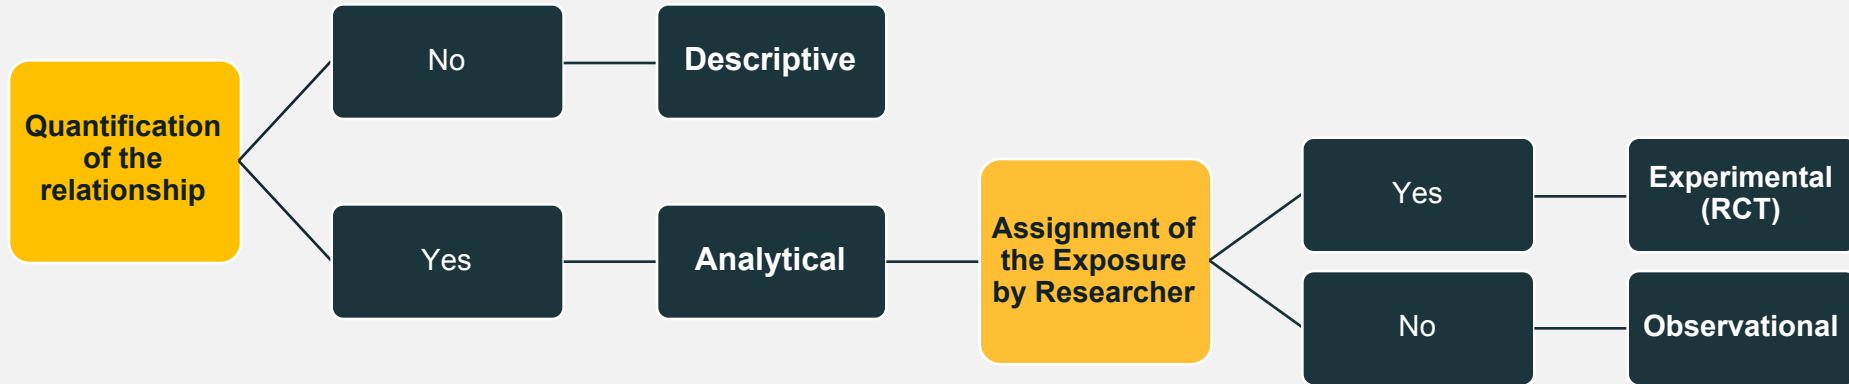 Quantification
of the
relationship
No
Descriptive
Yes
Analytical
Assignment of
the Exposure
by Researcher
Yes
Experimental
(RCT)
No
Observational